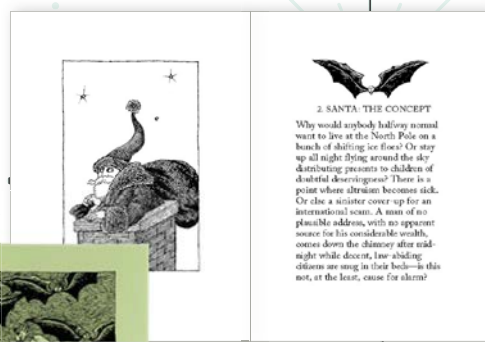 2. SANTA: THE CONCEPT
Why would anybody halfway normal
want to live at the North Pole on a
bunch of shifting ice floes? Or stay
up all night flying around the sky
distributing presents to children of
doubtful deservingness? There is a
point where altruism becomes sick.
Or else a sinister cover-up for an
international scam. A man of no
plausible address, with no apparent
source for his considerable wealth,
comes down the chimney after mid-
night while decent, law-abiding
citizens are snug in their beds—is this
not, at the least, cause for alarm?